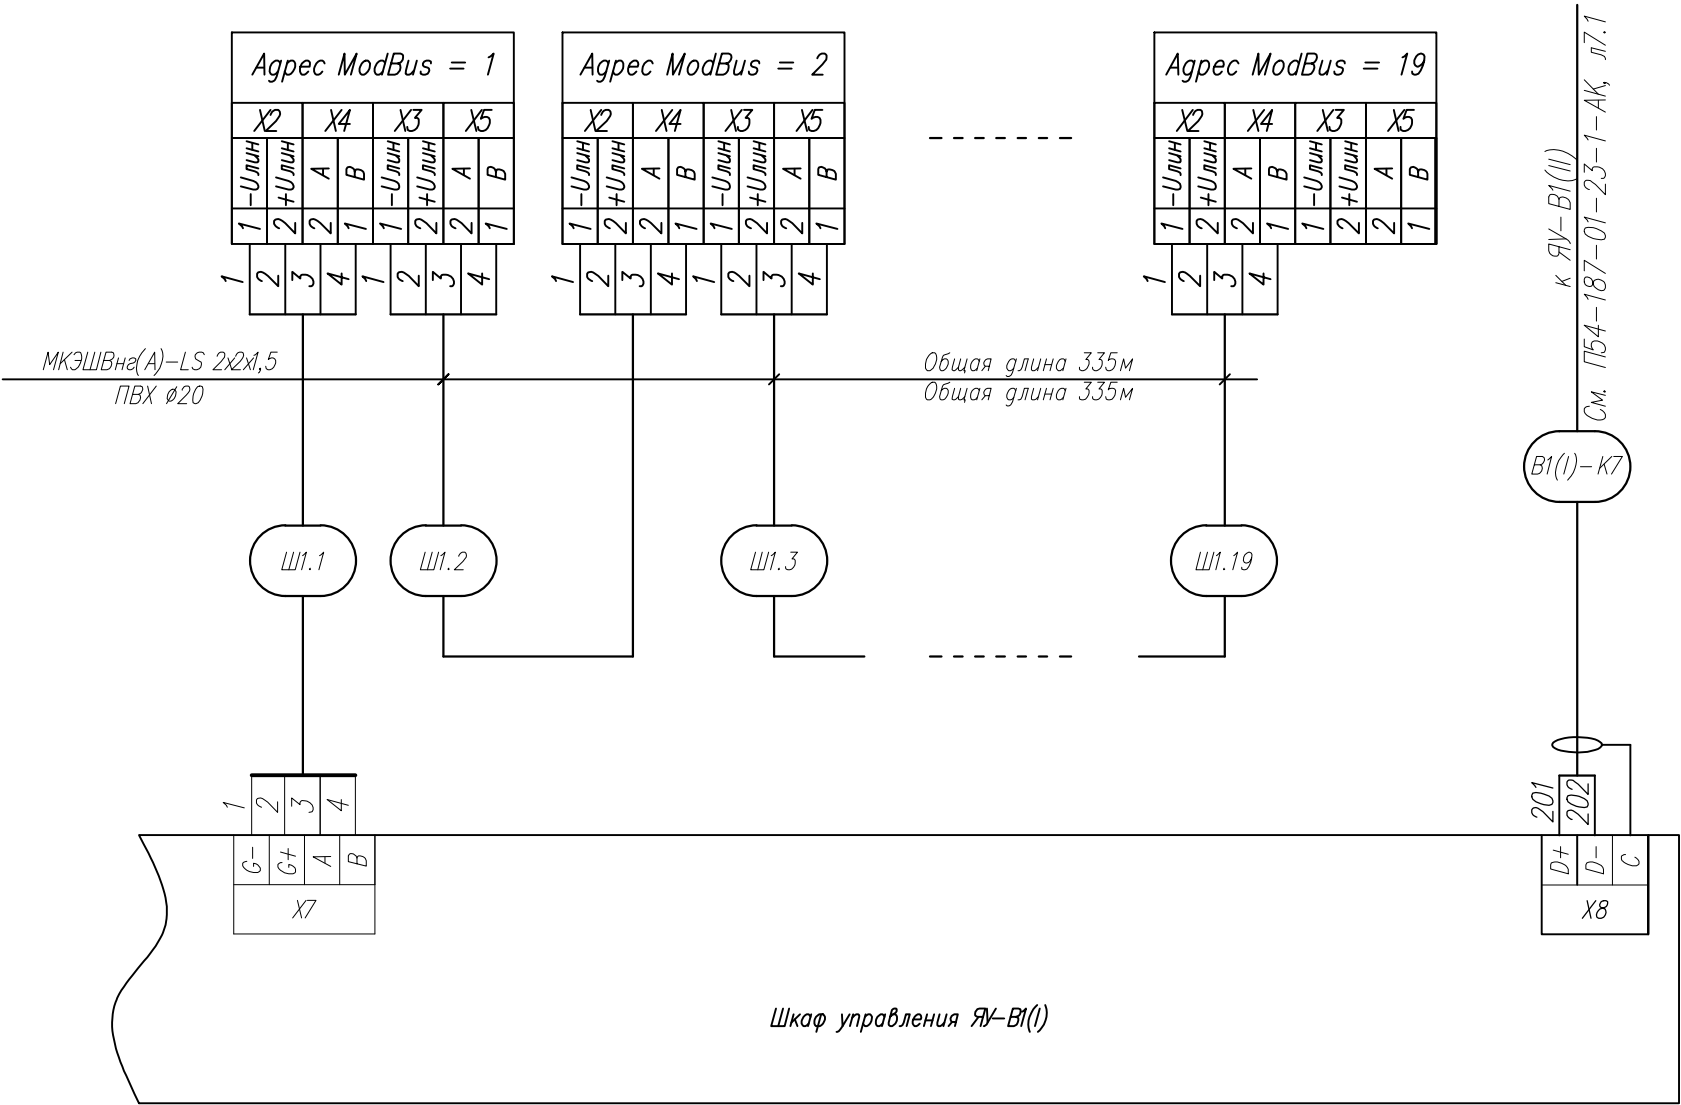 Адрес ModBus = 1
X2 X4 X3 X5
-Uлин +Uлин A B -Uлин +Uлин A B
1 2 2 1 1 2 2 1
1 2 3 4 1 2 3 4
Адрес ModBus = 2
X2 X4 X3 X5
-Uлин +Uлин A B -Uлин +Uлин A B
1 2 2 1 1 2 2 1
1 2 3 4 1 2 3 4
Адрес ModBus = 19
X2 X4 X3 X5
-Uлин +Uлин A B -Uлин +Uлин A B
1 2 2 1 1 2 2 1
1 2 3 4
к ЯУ-В1(II)
См. П54-187-01-23-1-АК, л7.1
МКЭШВнг(А)-LS 2х2х1,5
ПВХ ⌀20
Общая длина 335м
Общая длина 335м
В1(I)-К7
Ш1.1
Ш1.2
Ш1.3
Ш1.19
1 2 3 4
G- G+ A B
X7
201 202
D+ D- C
X8
Шкаф управления ЯУ-В1(I)